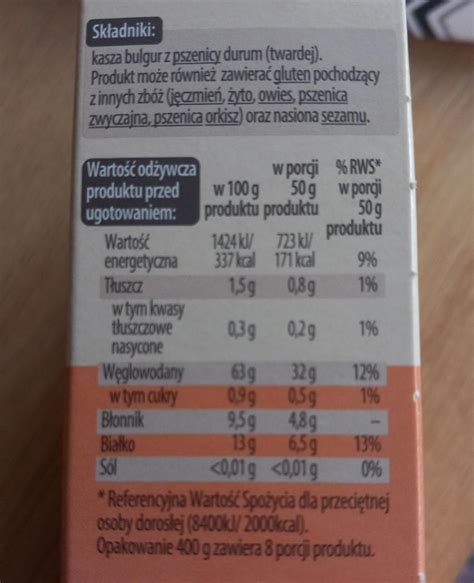 Składniki:
kasza bulgur z pszenicy durum (twardej).
Produkt może również zawierać gluten pochodzący
z innych zbóż (jęczmień, żyto, owies, pszenica
zwyczajna, pszenica orkisz) oraz nasiona sezamu.
Wartość odżywcza w porcji % RWS*
produktu przed w 100 g 50 g w porcji
ugotowaniem: produktu produktu 50 g
produktu
Wartość 1424 kJ/ 723 kJ/
energetyczna 337 kcal 171 kcal 9%
Tłuszcz 1,5 g 0,8 g 1%
w tym kwasy
tłuszczowe 0,3 g 0,2 g 1%
nasycone
Węglowodany 63 g 32 g 12%
w tym cukry 0,9 g 0,5 g 1%
Błonnik 9,5 g 4,8 g –
Białko 13 g 6,5 g 13%
Sól <0,01 g <0,01 g 0%
* Referencyjna Wartość Spożycia dla przeciętnej
osoby dorosłej (8400kJ/ 2000kcal).
Opakowanie 400 g zawiera 8 porcji produktu.